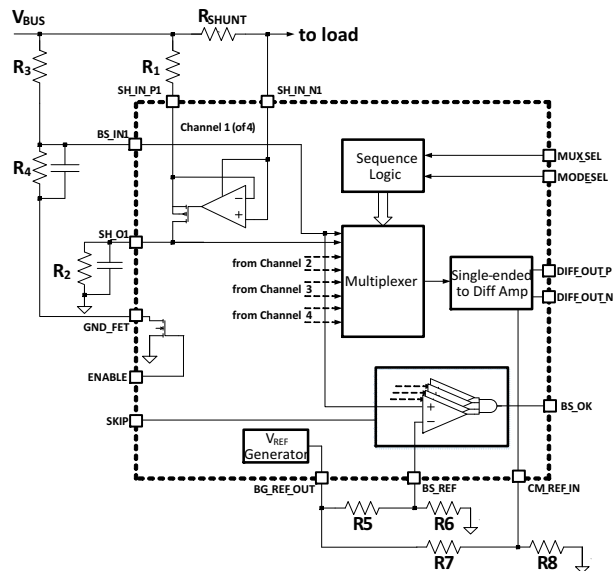 VBUS
RSHUNT
to load
R3
R1
SH_IN_P1
SH_IN_N1
BS_IN1
Channel 1 (of 4)
R4
Sequence
Logic
MUX_SEL
MODE_SEL
SH_O1
R2
from Channel 2
from Channel 3
from Channel 4
Multiplexer
Single-ended
to Diff Amp
DIFF_OUT_P
DIFF_OUT_N
GND_FET
ENABLE
SKIP
BS_OK
VREF
Generator
BG_REF_OUT
BS_REF
CM_REF_IN
R5
R6
R7
R8